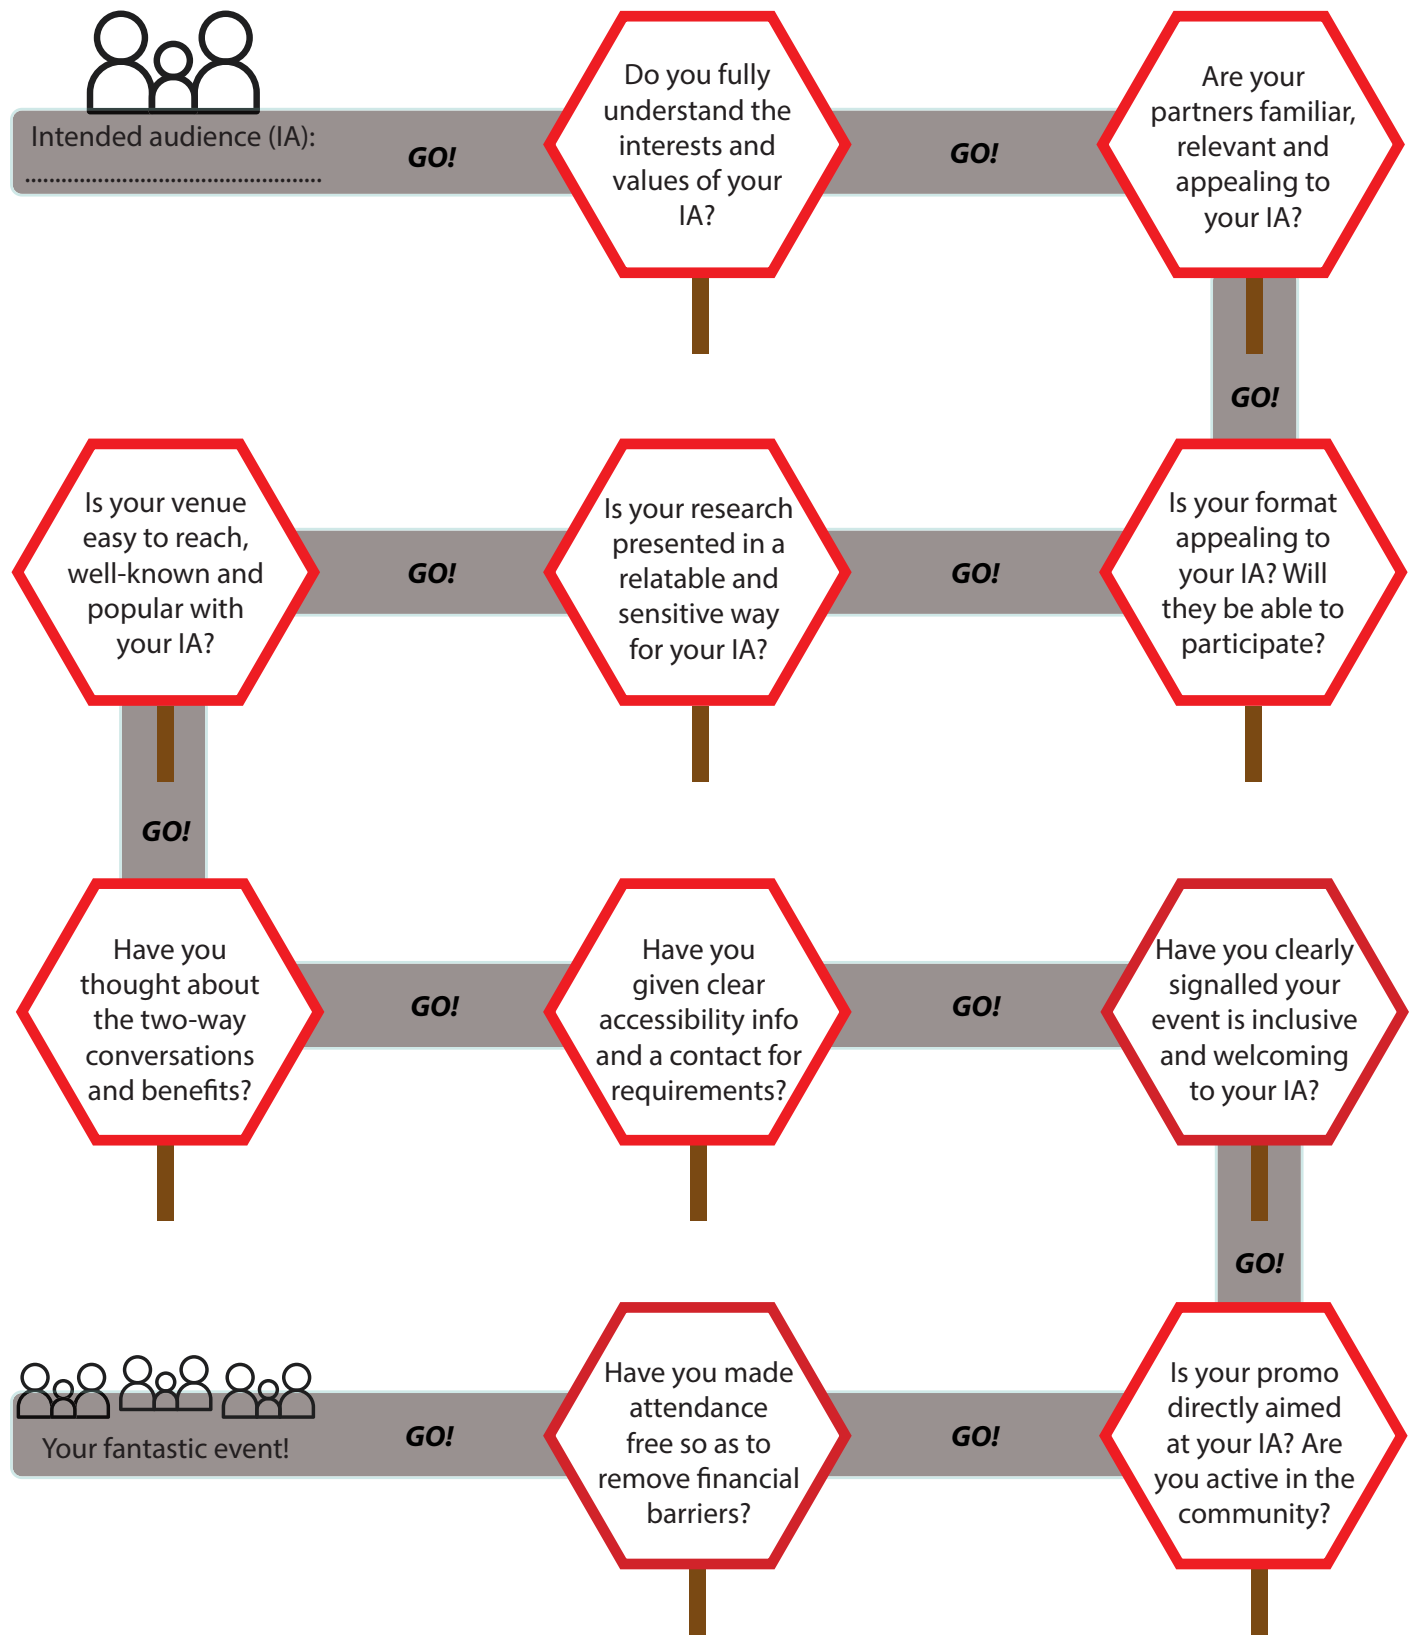 Intended audience (IA):
.................................................
GO!
Do you fully
understand the
interests and
values of your
IA?
GO!
Are your
partners familiar,
relevant and
appealing to
your IA?
GO!
Is your format
appealing to
your IA? Will
they be able to
participate?
GO!
Is your research
presented in a
relatable and
sensitive way
for your IA?
GO!
Is your venue
easy to reach,
well-known and
popular with
your IA?
GO!
Have you
thought about
the two-way
conversations
and benefits?
GO!
Have you
given clear
accessibility info
and a contact for
requirements?
GO!
Have you clearly
signalled your
event is inclusive
and welcoming
to your IA?
GO!
Is your promo
directly aimed
at your IA? Are
you active in the
community?
GO!
Have you made
attendance
free so as to
remove financial
barriers?
GO!
Your fantastic event!